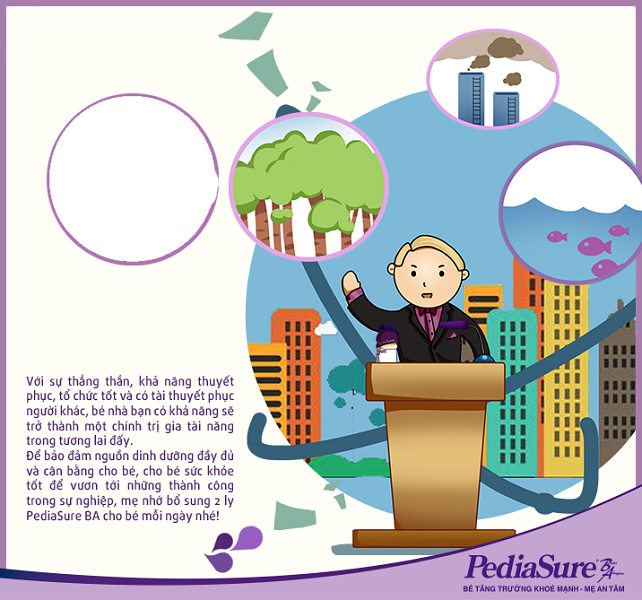 Với sự thẳng thắn, khả năng thuyết
phục, tổ chức tốt và có tài thuyết phục
người khác, bé nhà bạn có khả năng sẽ
trở thành một chính trị gia tài năng
trong tương lai đấy.
Để bảo đảm nguồn dinh dưỡng đầy đủ
và cân bằng cho bé, cho bé sức khỏe
tốt để vươn tới những thành công
trong sự nghiệp, mẹ nhớ bổ sung 2 ly
PediaSure BA cho bé mỗi ngày nhé!
PediaSure® BA
BÉ TĂNG TRƯỞNG KHOẺ MẠNH - MẸ AN TÂM